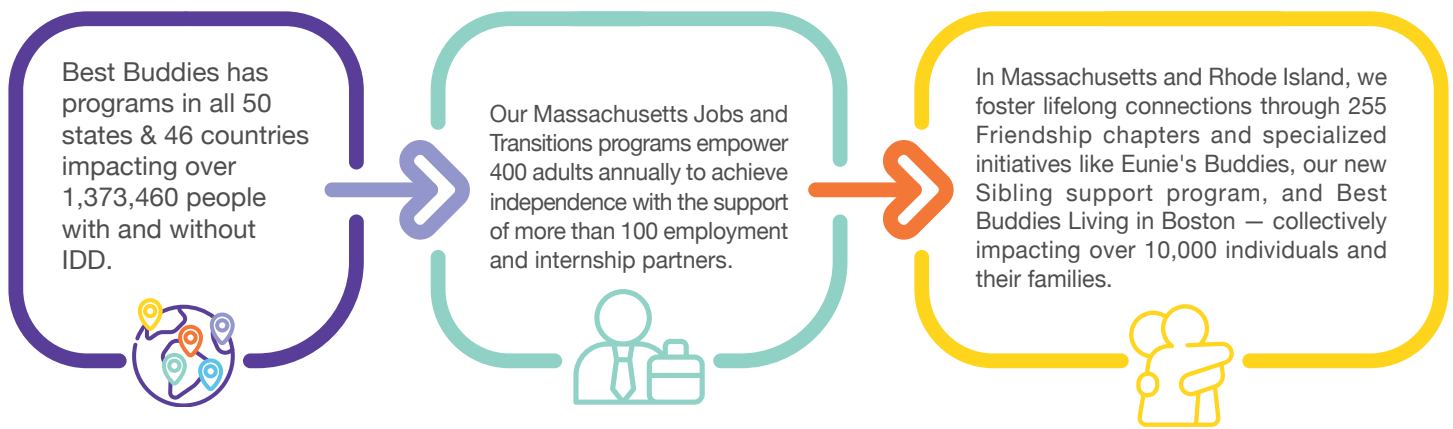 Best Buddies has
programs in all 50
states & 46 countries
impacting over
1,373,460 people
with and without
IDD.
Our Massachusetts Jobs and
Transitions programs empower
400 adults annually to achieve
independence with the support
of more than 100 employment
and internship partners.
In Massachusetts and Rhode Island, we
foster lifelong connections through 255
Friendship chapters and specialized
initiatives like Eunie's Buddies, our new
Sibling support program, and Best
Buddies Living in Boston — collectively
impacting over 10,000 individuals and
their families.